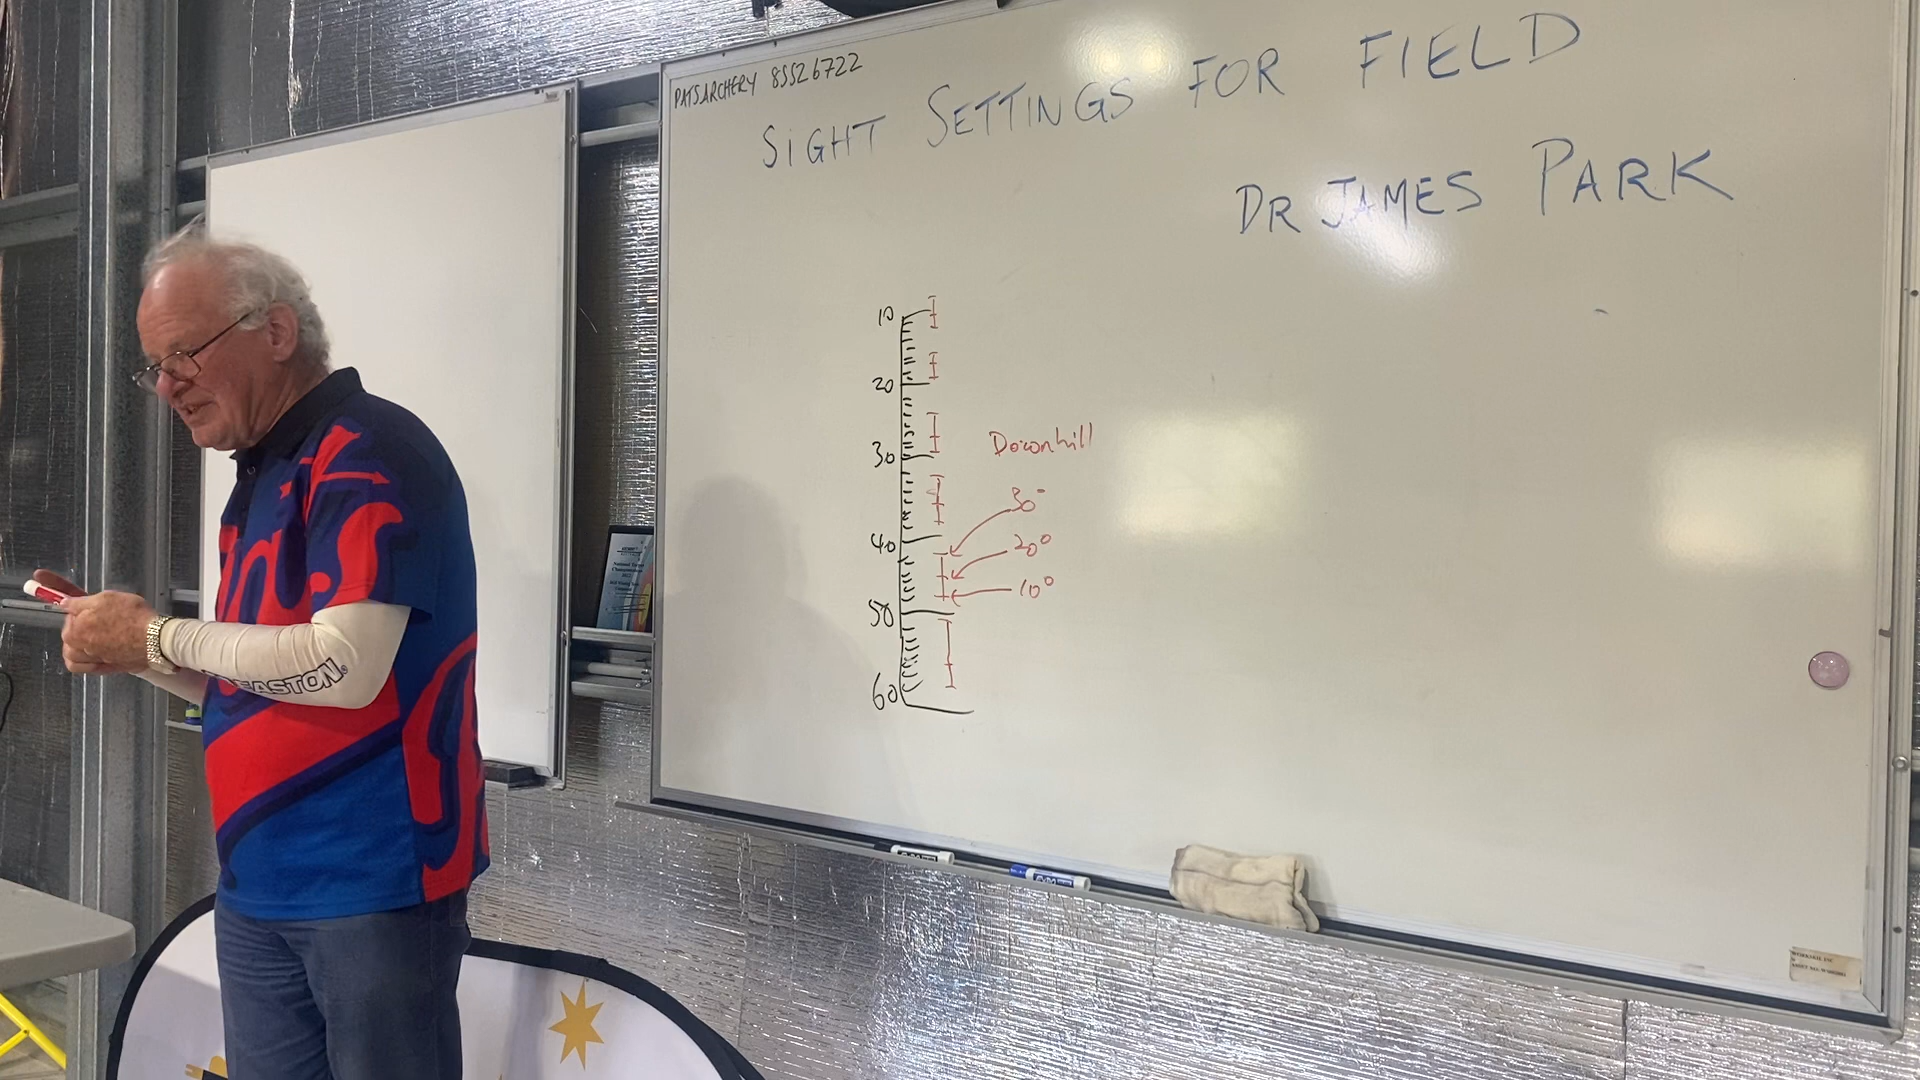 PATSARCHERY 85526722
SIGHT SETTINGS FOR FIELD
DR JAMES PARK
10
20
30
Downhill
30°
40
20°
10°
50
60
EASTON